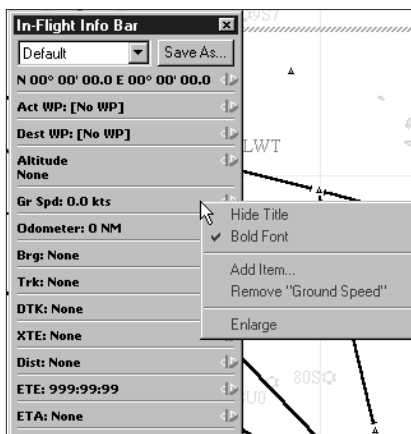 In-Flight Info Bar
Default
Save As...
N 00° 00' 00.0 E 00° 00' 00.0
Act WP: [No WP]
Dest WP: [No WP]
Altitude
None
Gr Spd: 0.0 kts
Odometer: 0 NM
Brg: None
Trk: None
DTK: None
XTE: None
Dist: None
ETE: 999:99:99
ETA: None
Hide Title
Bold Font
Add Item...
Remove "Ground Speed"
Enlarge
LWT
80S